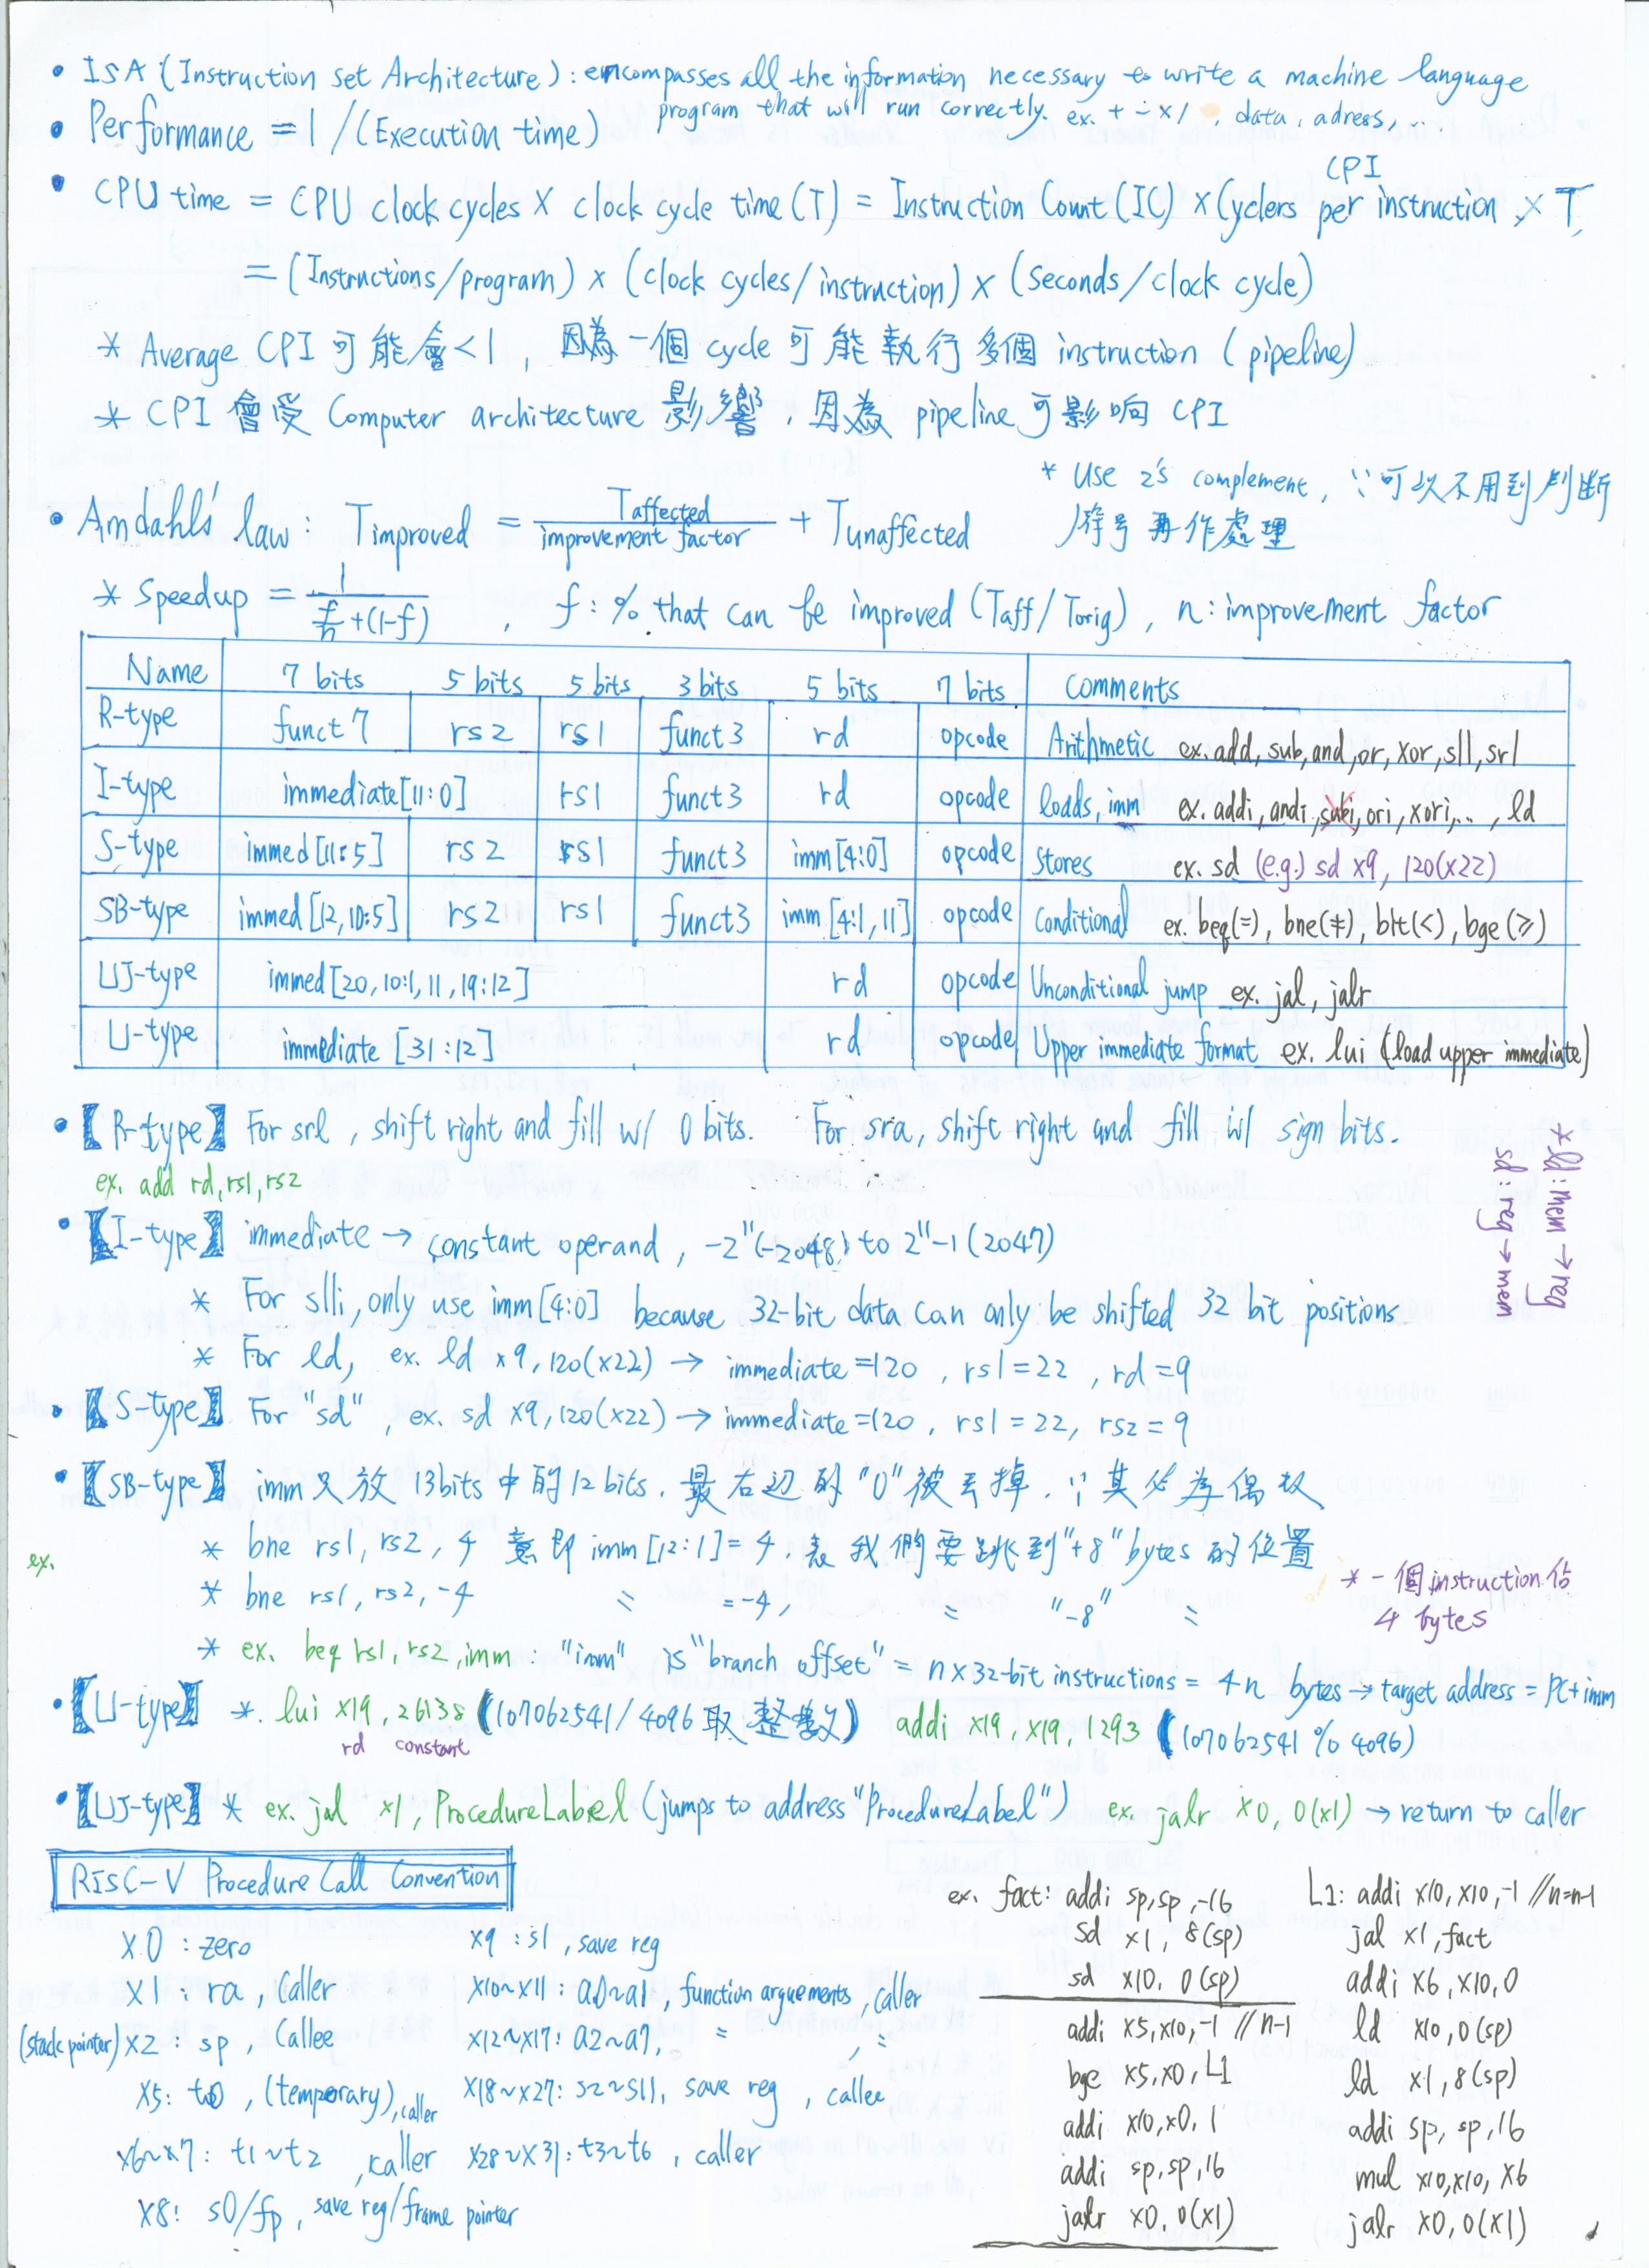 • ISA (Instruction set Architecture) : encompasses all the information necessary to write a machine language
program that will run correctly. ex. + - × / , data, adress, ...
• Performance = 1 / (Execution time)
CPI
• CPU time = CPU clock cycles × clock cycle time (T) = Instruction Count (IC) × Cyclers per instruction × T
= (Instructions/program) × (clock cycles/instruction) × (seconds/clock cycle)
* Average CPI 可能會<1 , 因為一個 cycle 可能執行多個 instruction (pipeline)
* CPI 會受 Computer architecture 影響 , 因為 pipeline 可影响 CPI
* Use 2's complement, ∵可以不用到判断
符号再作處理
• Amdahl's law : Timproved = Taffected / improvement factor + Tunaffected
* Speedup = 1 / (f/n + (1-f)) , f : % that can be improved (Taff/Torig) , n : improvement factor
Name 7 bits 5 bits 5 bits 3 bits 5 bits 7 bits comments
R-type funct 7 rs2 rs1 funct3 rd opcode Arithmetic ex. add, sub, and, or, xor, sll, srl
I-type immediate[11:0] rs1 funct3 rd opcode loads, imm ex. addi, andi, subi, ori, xori, ... , ld
S-type immed[11:5] rs2 rs1 funct3 imm[4:0] opcode stores ex. sd (e.g.) sd x9, 120(x22)
SB-type immed[12,10:5] rs2 rs1 funct3 imm[4:1,11] opcode Conditional ex. beq(=), bne(≠), blt(<), bge(≥)
UJ-type immed[20,10:1,11,19:12] rd opcode Unconditional jump ex. jal, jalr
U-type immediate [31:12] rd opcode Upper immediate format ex. lui (load upper immediate)
• 【R-type】 For srl , shift right and fill w/ 0 bits. For sra, shift right and fill w/ sign bits.
ex. add rd,rs1,rs2
* ld : mem → reg
sd : reg → mem
• 【I-type】 immediate → constant operand , -2^11 (-2048) to 2^11-1 (2047)
* For slli, only use imm[4:0] because 32-bit data can only be shifted 32 bit positions
* For ld, ex. ld x9,120(x22) → immediate=120 , rs1=22 , rd=9
• 【S-type】 For "sd" , ex. sd x9,120(x22) → immediate=120 , rs1=22, rs2=9
• 【SB-type】 imm 只放 13bits 中的 12bits. 最右边的 "0" 被丟掉. ∵其必為偶攻
ex. * bne rs1, rs2, 4 意即 imm[12:1]=4. 表我們要跳到 "+8" bytes 的位置
* bne rs1, rs2, -4 〃 =-4, 〃 "-8" 〃
* 一個 instruction 佔
4 bytes
* ex. beq rs1, rs2, imm : "imm" is "branch offset" = n×32-bit instructions = 4n bytes → target address = PC+imm
• 【U-type】 *. lui x19, 26138 (107062541/4096 取整數) addi x19, x19, 1293 (107062541 % 4096)
rd constant
• 【UJ-type】 * ex. jal x1, ProcedureLabel (jumps to address "ProcedureLabel") ex. jalr x0, 0(x1) → return to caller
RISC-V Procedure Call Convention
x0 : zero
x1 : ra , Caller
(stack pointer) x2 : sp , Callee
x5 : t0 , (temporary), caller
x6~x7 : t1~t2 , caller
x8 : s0/fp , save reg/frame pointer
x9 : s1 , save reg
x10~x11 : a0~a1 , function arguements , caller
x12~x17 : a2~a7, 〃 , 〃
x18~x27 : s2~s11, save reg , callee
x28~x31 : t3~t6 , caller
ex. fact: addi sp,sp,-16
sd x1, 8(sp)
sd x10, 0(sp)
addi x5,x10,-1 //n-1
bge x5,x0,L1
addi x10,x0,1
addi sp,sp,16
jalr x0, 0(x1)
L1: addi x10,x10,-1 //n=n-1
jal x1,fact
addi x6,x10,0
ld x10,0(sp)
ld x1,8(sp)
addi sp, sp,16
mul x10,x10, x6
jalr x0, 0(x1)